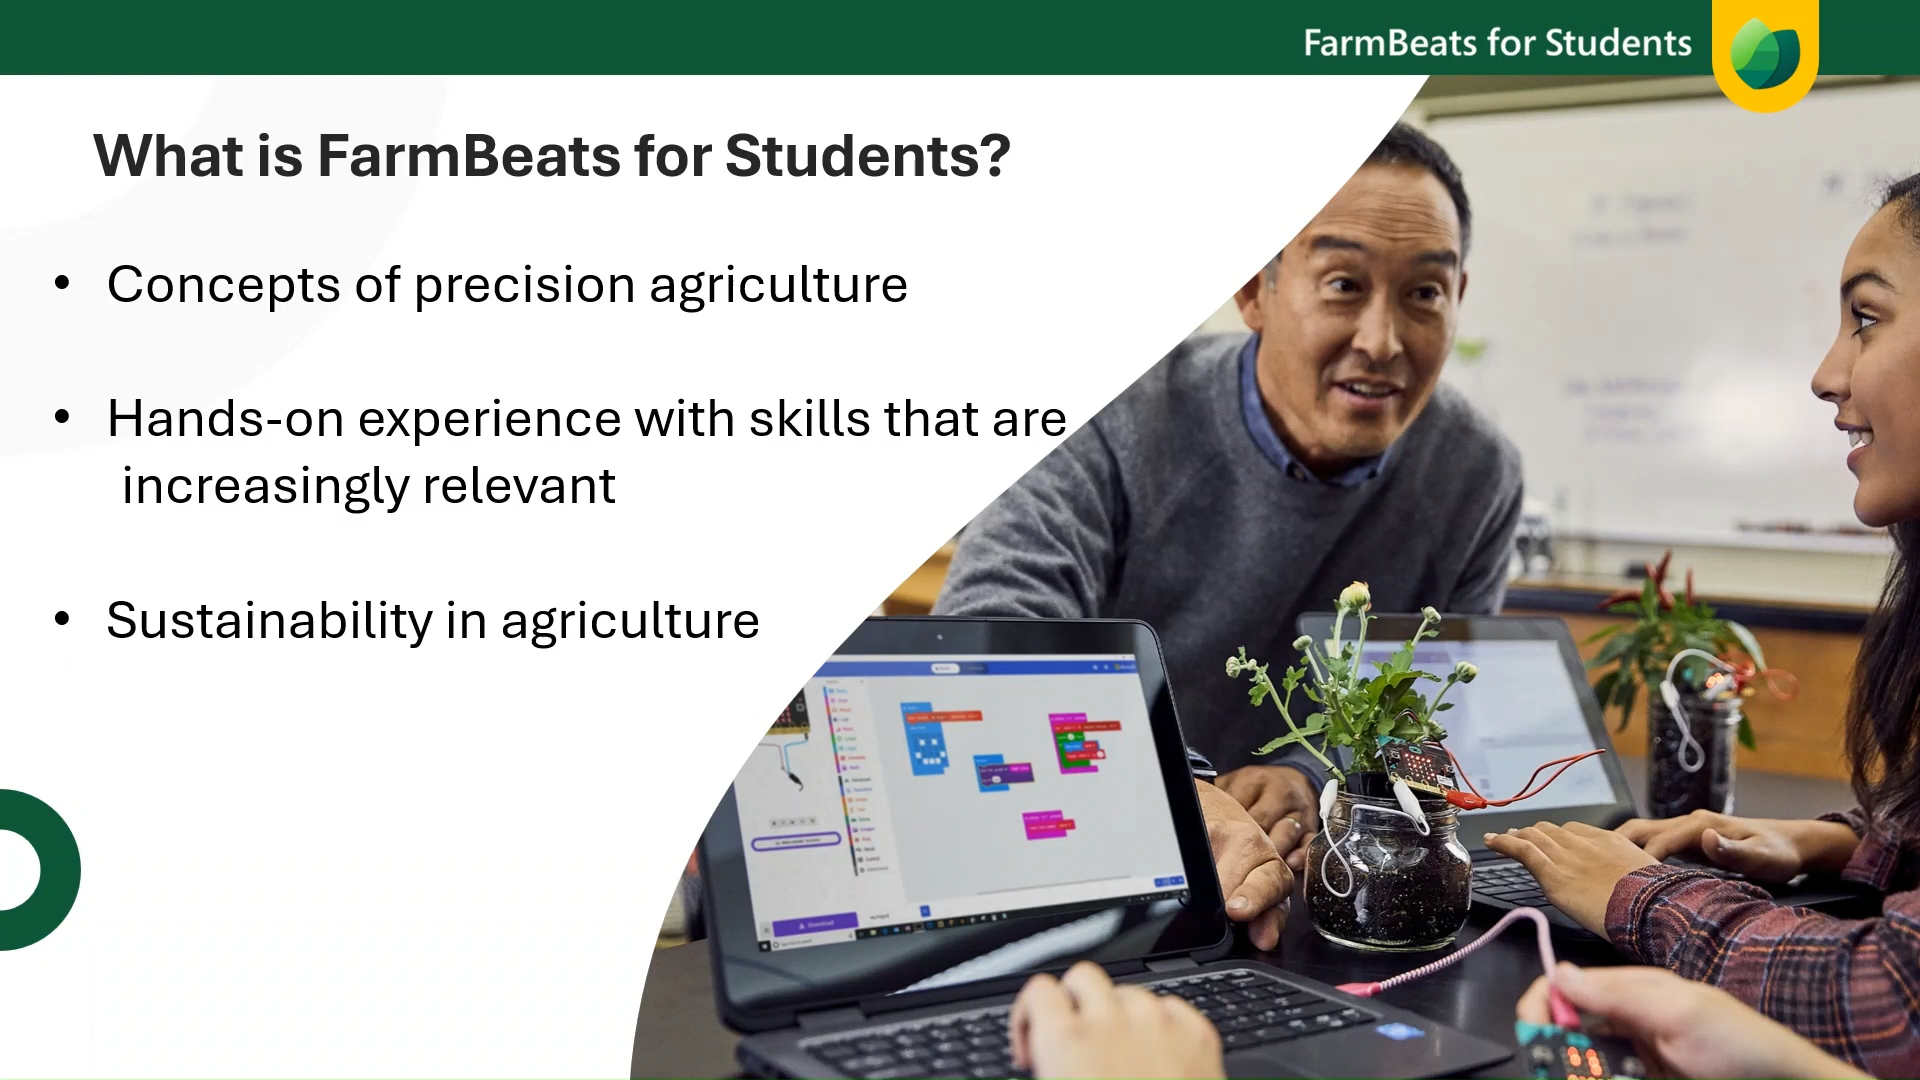 FarmBeats for Students
What is FarmBeats for Students?
• Concepts of precision agriculture
• Hands-on experience with skills that are
increasingly relevant
• Sustainability in agriculture
Download